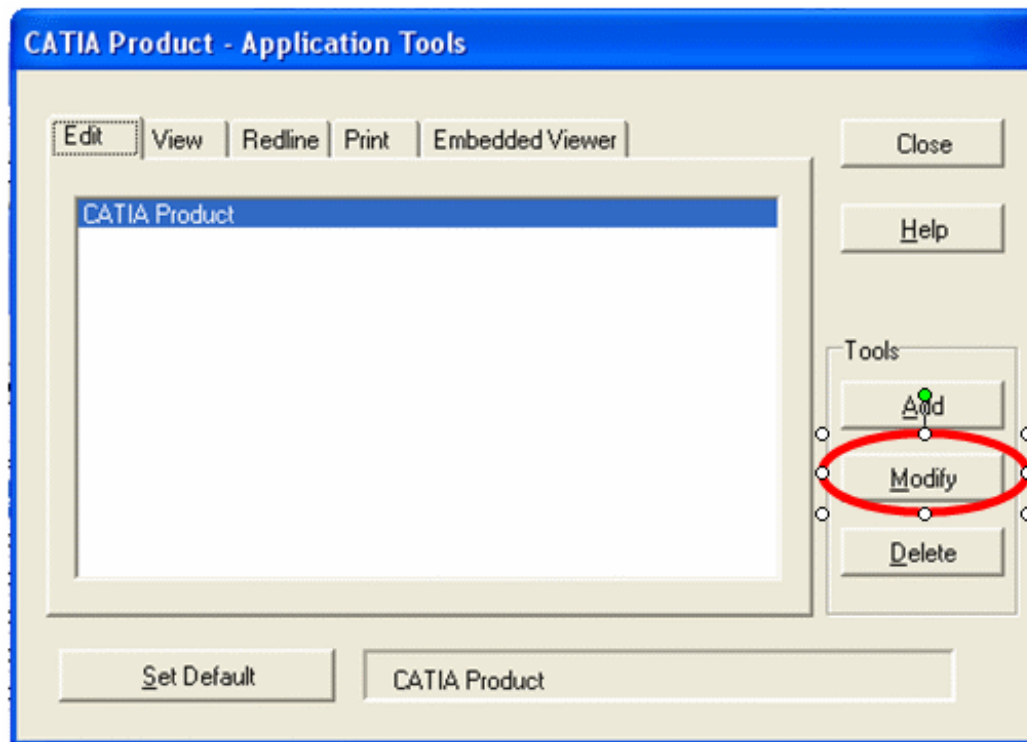 CATIA Product - Application Tools
Edit View Redline Print Embedded Viewer
Close
CATIA Product
Help
Tools
Add
Modify
Delete
Set Default
CATIA Product